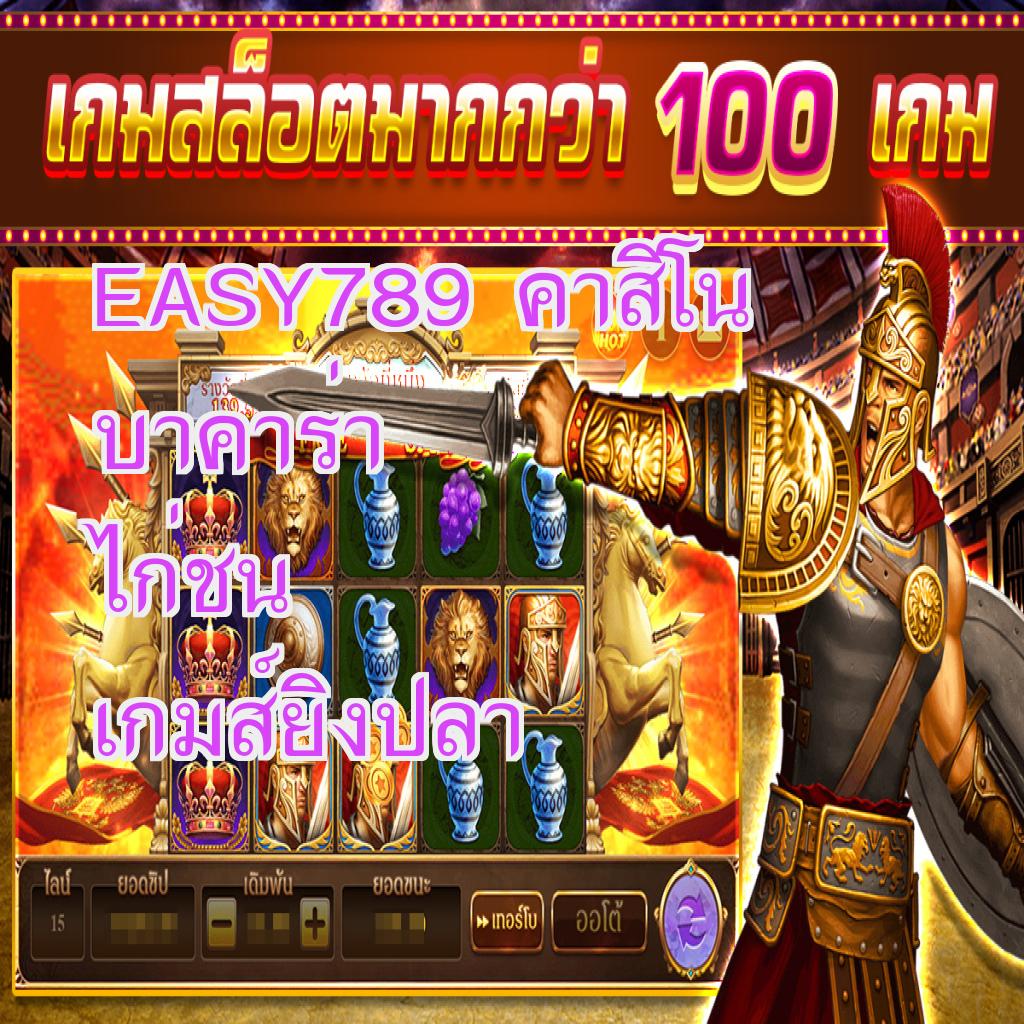 เกมสล็อตมากกว่า 100 เกม
EASY789 คาสิโน
HOT
บาคาร่า
ไก่ชน
เกมส์ยิงปลา
ไลน์ ยอดชิป เดิมพัน ยอดชนะ
15 เทอร์โบ ออโต้